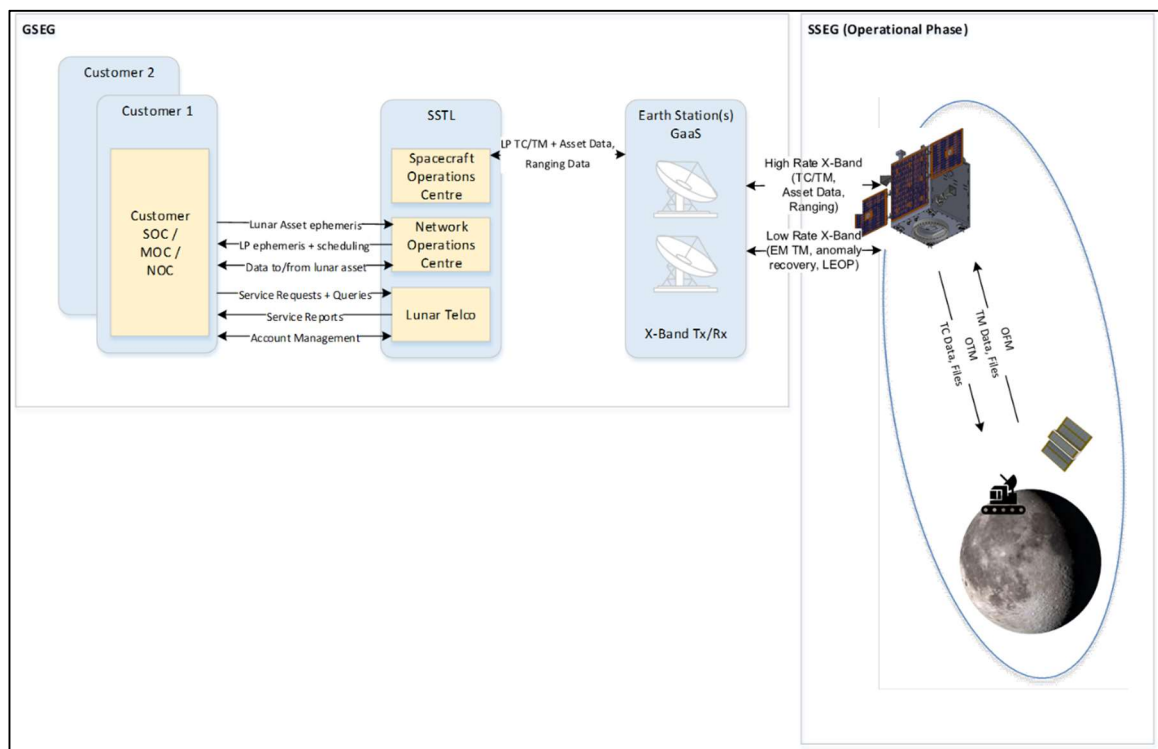 GSEG
SSEG (Operational Phase)
Customer 2
Customer 1
Customer
SOC /
MOC /
NOC
Lunar Asset ephemeris
LP ephemeris + scheduling
Data to/from lunar asset
Service Requests + Queries
Service Reports
Account Management
SSTL
Spacecraft
Operations
Centre
Network
Operations
Centre
Lunar Telco
LP TC/TM + Asset Data,
Ranging Data
Earth Station(s)
GaaS
X-Band Tx/Rx
High Rate X-Band
(TC/TM,
Asset Data,
Ranging)
Low Rate X-Band
(EM TM, anomaly
recovery, LEOP)
OTM
TC Data, Files
OFM
TM Data, Files